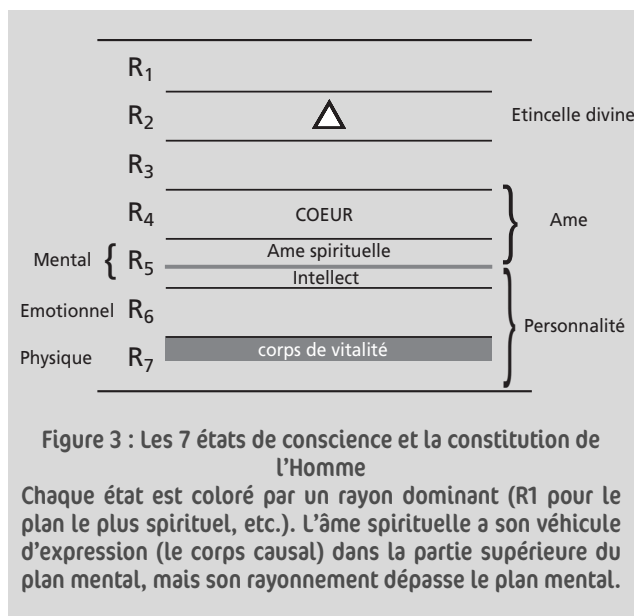 R1
R2 Etincelle divine
R3
R4 COEUR Ame
Mental { R5 Ame spirituelle
Intellect
Emotionnel R6 Personnalité
Physique R7 corps de vitalité
Figure 3 : Les 7 états de conscience et la constitution de
l'Homme
Chaque état est coloré par un rayon dominant (R1 pour le
plan le plus spirituel, etc.). L'âme spirituelle a son véhicule
d'expression (le corps causal) dans la partie supérieure du
plan mental, mais son rayonnement dépasse le plan mental.